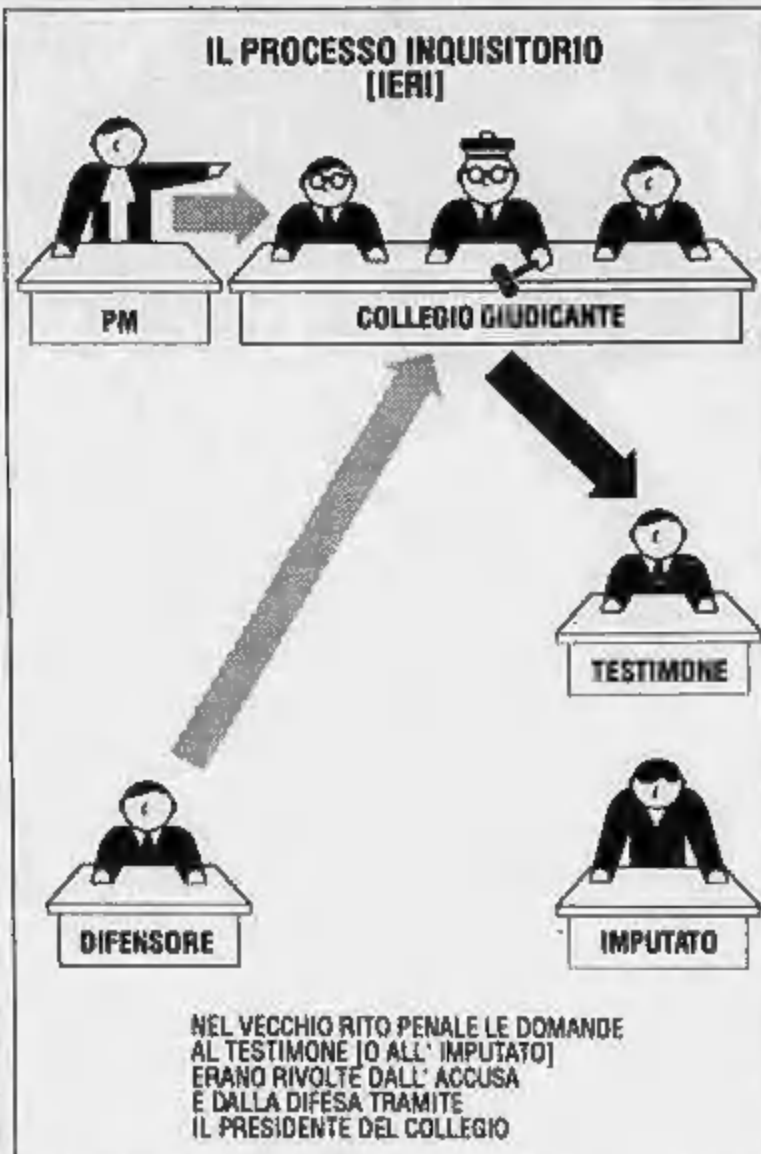 IL PROCESSO INQUISITORIO
[IERI]
PM
COLLEGIO GIUDICANTE
TESTIMONE
DIFENSORE
IMPUTATO
NEL VECCHIO RITO PENALE LE DOMANDE
AL TESTIMONE [O ALL' IMPUTATO]
ERANO RIVOLTE DALL' ACCUSA
E DALLA DIFESA TRAMITE
IL PRESIDENTE DEL COLLEGIO